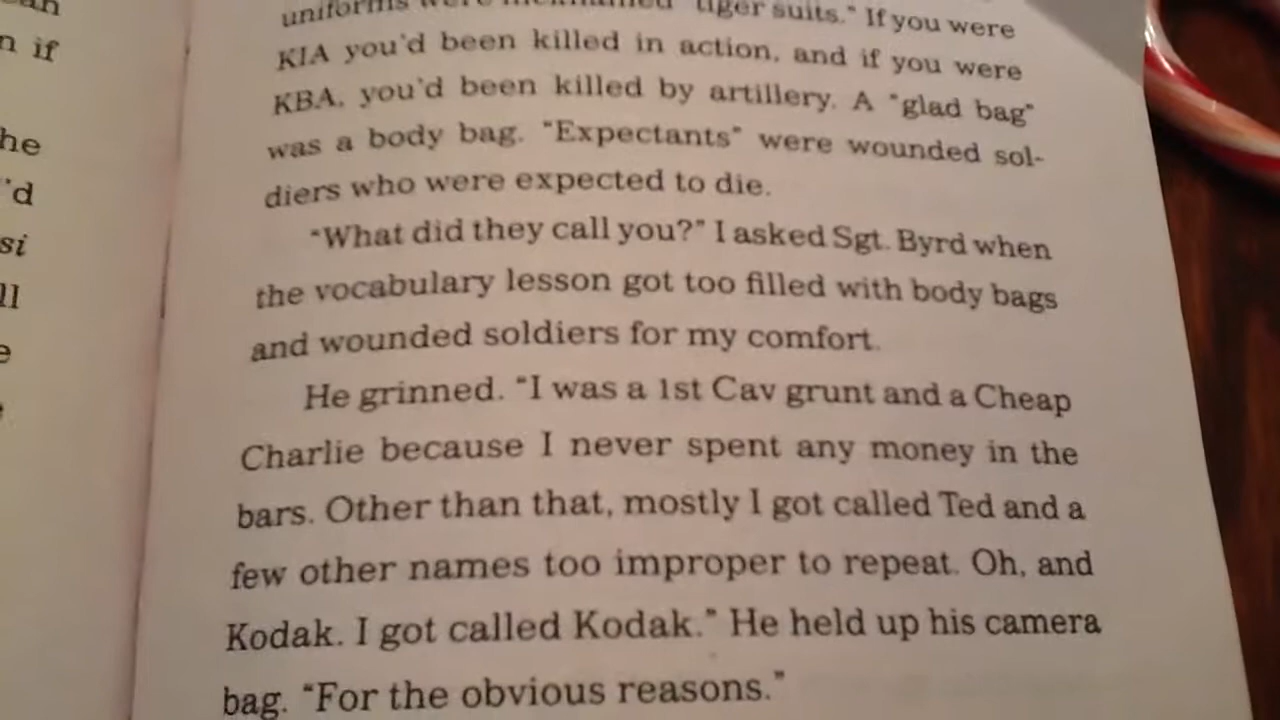 an
n if
he
'd
si
ll
e
uniforms were nicknamed "tiger suits." If you were
KIA you'd been killed in action, and if you were
KBA, you'd been killed by artillery. A "glad bag"
was a body bag. "Expectants" were wounded sol-
diers who were expected to die.
"What did they call you?" I asked Sgt. Byrd when
the vocabulary lesson got too filled with body bags
and wounded soldiers for my comfort.
He grinned. "I was a 1st Cav grunt and a Cheap
Charlie because I never spent any money in the
bars. Other than that, mostly I got called Ted and a
few other names too improper to repeat. Oh, and
Kodak. I got called Kodak." He held up his camera
bag. "For the obvious reasons."